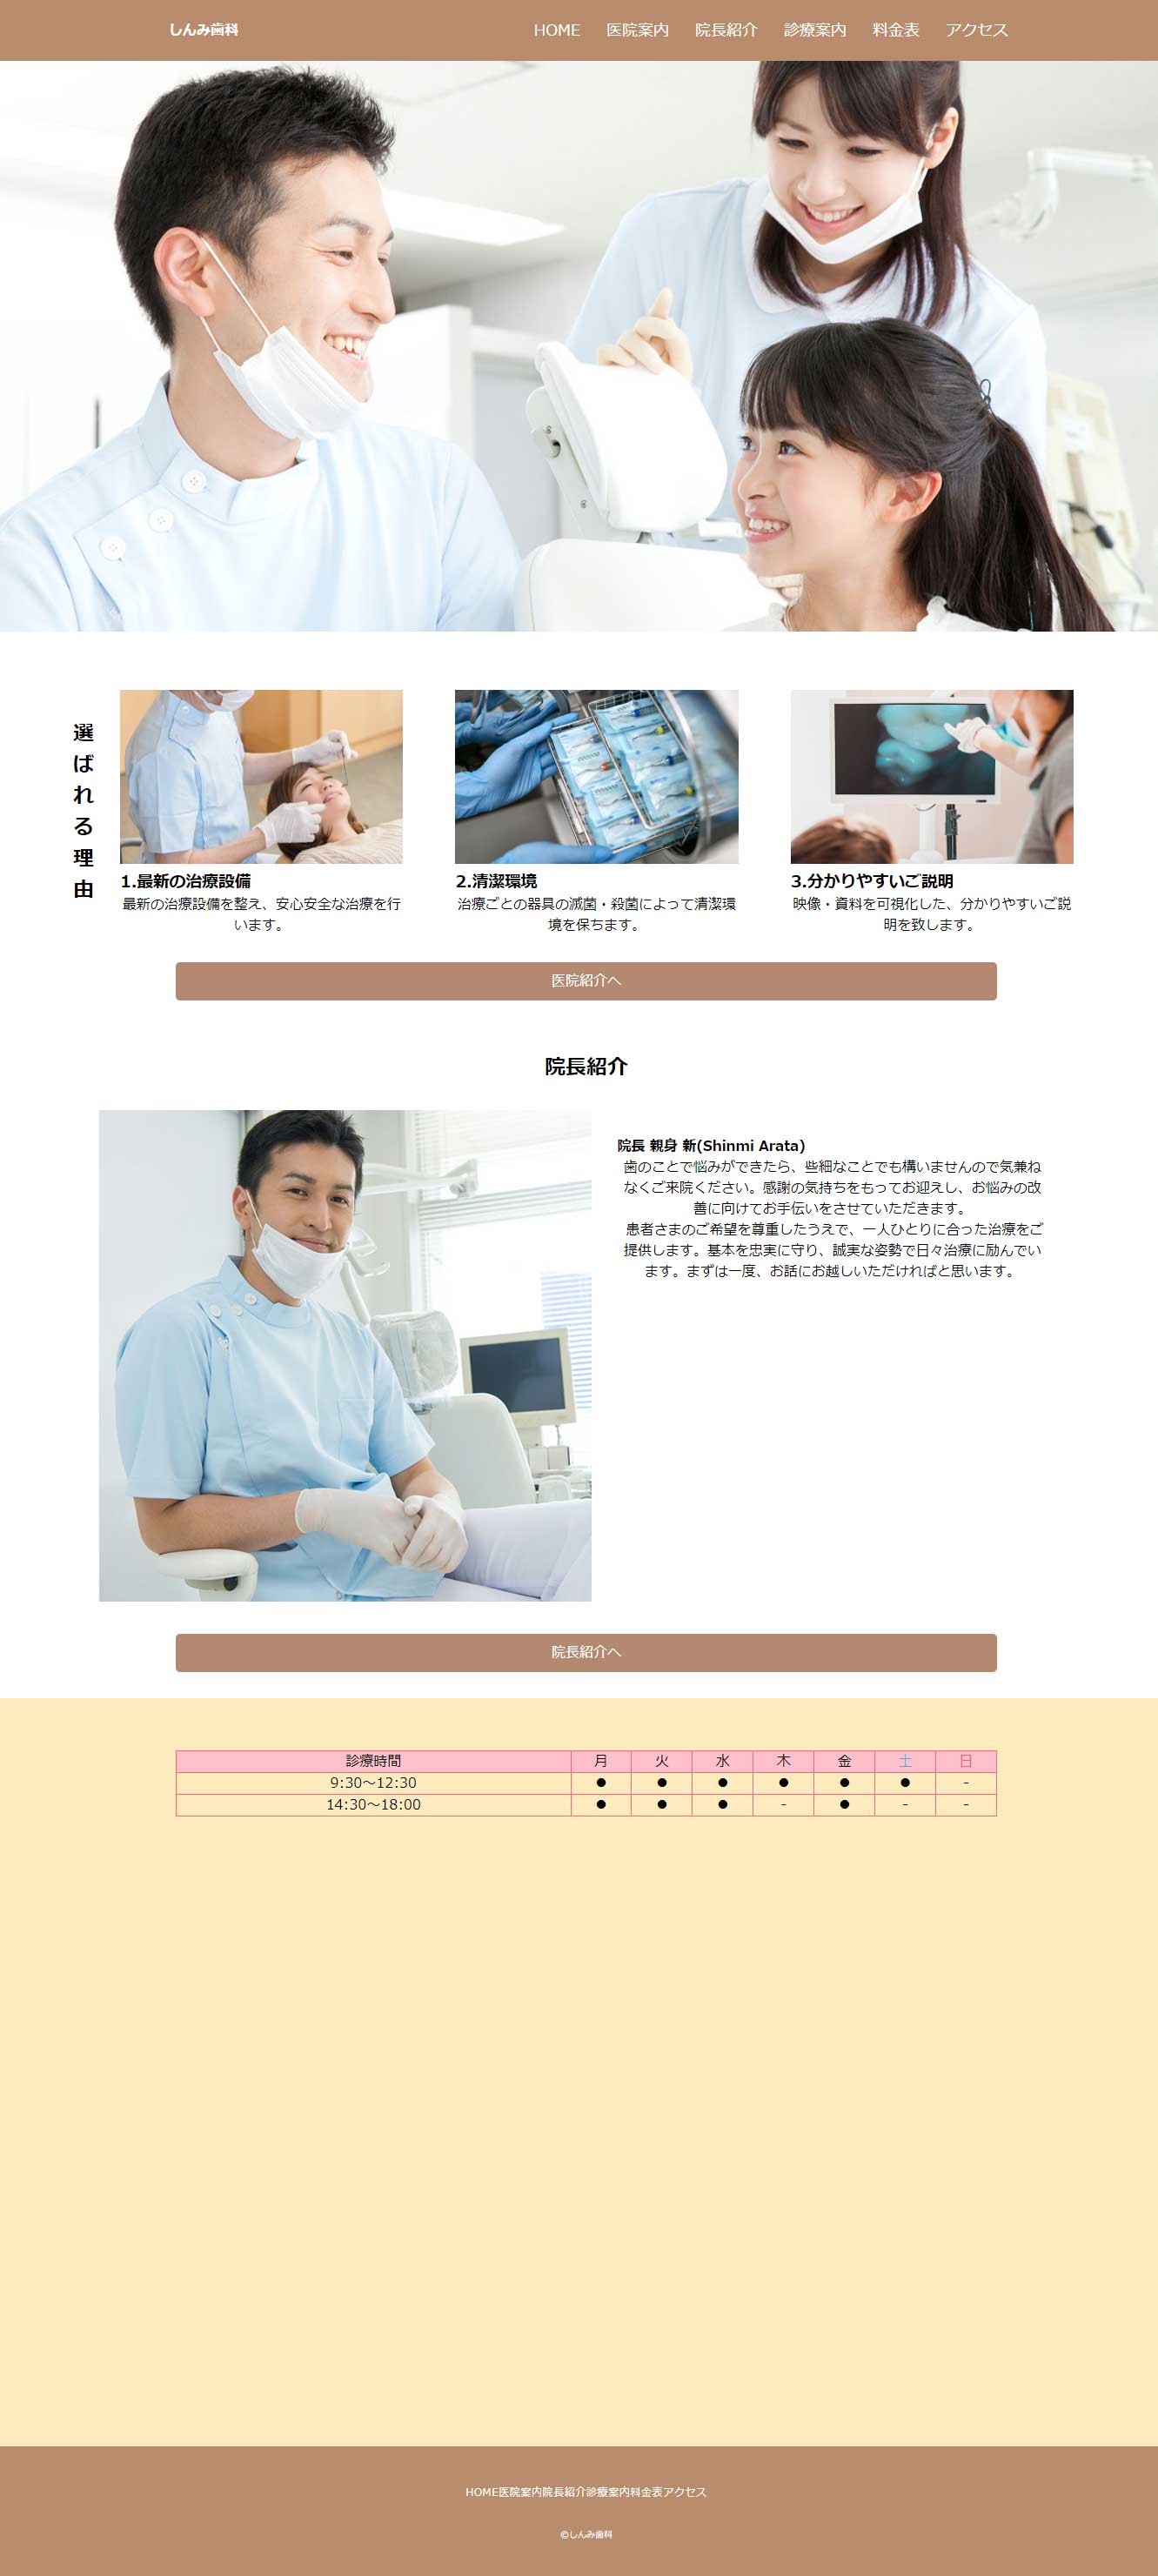 しんみ歯科
HOME 医院案内 院長紹介 診療案内 料金表 アクセス
選ばれる理由
1.最新の治療設備
最新の治療設備を整え、安心安全な治療を行
います。
2.清潔環境
治療ごとの器具の滅菌・殺菌によって清潔環
境を保ちます。
3.分かりやすいご説明
映像・資料を可視化した、分かりやすいご説
明を致します。
医院紹介へ
院長紹介
院長 親身 新(Shinmi Arata)
歯のことで悩みができたら、些細なことでも構いませんので気兼ね
なくご来院ください。感謝の気持ちをもってお迎えし、お悩みの改
善に向けてお手伝いをさせていただきます。
患者さまのご希望を尊重したうえで、一人ひとりに合った治療をご
提供します。基本を忠実に守り、誠実な姿勢で日々治療に励んでい
ます。まずは一度、お話にお越しいただければと思います。
院長紹介へ
診療時間 月 火 水 木 金 土 日
9:30～12:30 ● ● ● ● ● ● -
14:30～18:00 ● ● ● - ● - -
HOME医院案内院長紹介診療案内料金表アクセス
©しんみ歯科